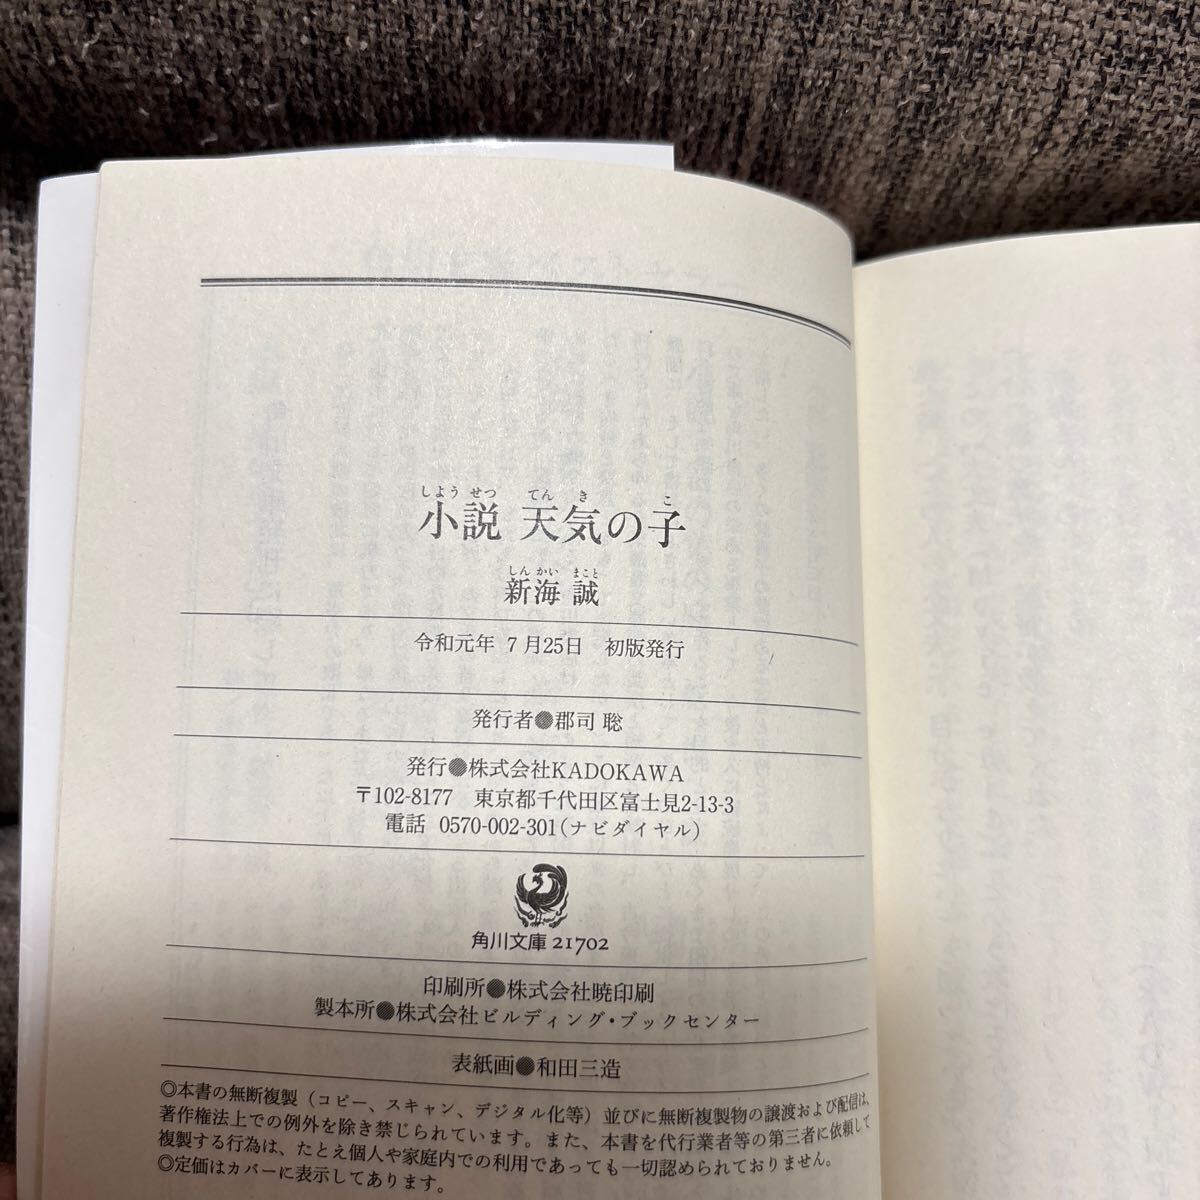 しよう せつ てん き こ
小説 天気の子
しん かい まこと
新海 誠
令和元年 7月25日 初版発行
発行者●郡司 聡
発行●株式会社KADOKAWA
〒102-8177 東京都千代田区富士見2-13-3
電話 0570-002-301(ナビダイヤル)
角川文庫 21702
印刷所●株式会社暁印刷
製本所●株式会社ビルディング・ブックセンター
表紙画●和田三造
◎本書の無断複製(コピー、スキャン、デジタル化等)並びに無断複製物の譲渡および配信は、
著作権法上での例外を除き禁じられています。また、本書を代行業者等の第三者に依頼して
複製する行為は、たとえ個人や家庭内での利用であっても一切認められておりません。
◎定価はカバーに表示してあります。